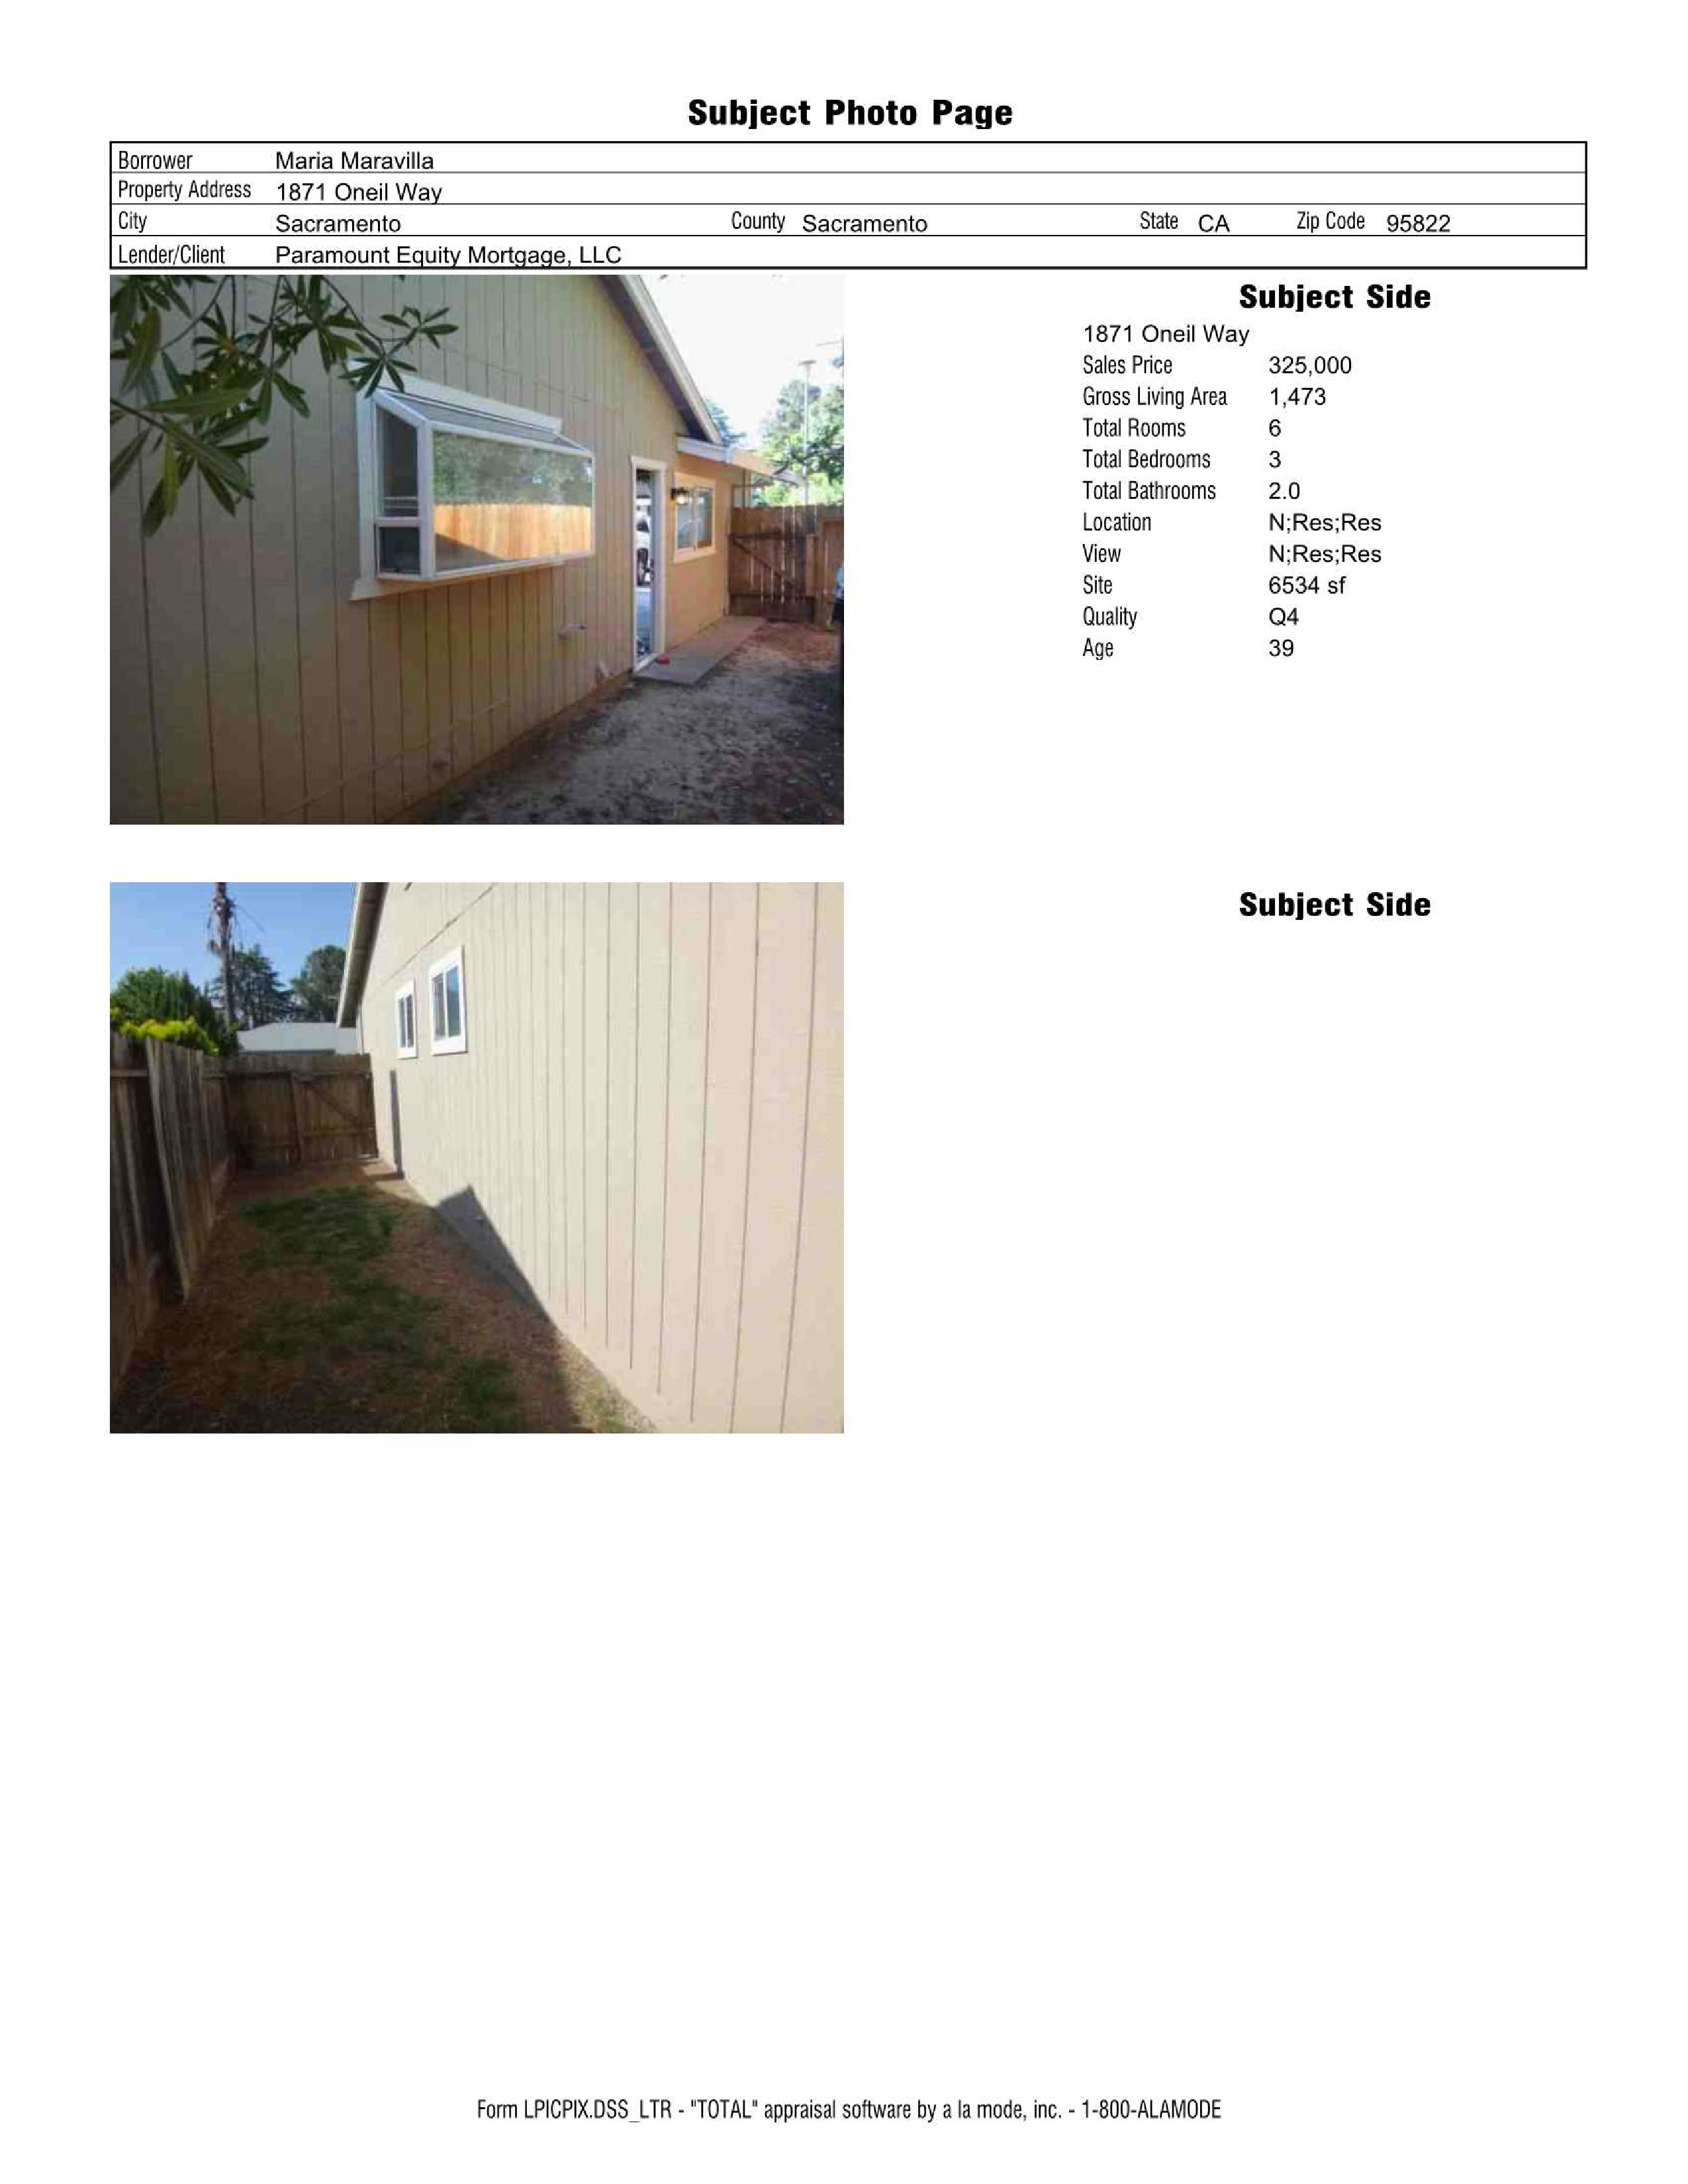 Subject Photo Page
Borrower Maria Maravilla
Property Address 1871 Oneil Way
City Sacramento County Sacramento State CA Zip Code 95822
Lender/Client Paramount Equity Mortgage, LLC
Subject Side
1871 Oneil Way
Sales Price 325,000
Gross Living Area 1,473
Total Rooms 6
Total Bedrooms 3
Total Bathrooms 2.0
Location N;Res;Res
View N;Res;Res
Site 6534 sf
Quality Q4
Age 39
Subject Side
Form LPICPIX.DSS_LTR - "TOTAL" appraisal software by a la mode, inc. - 1-800-ALAMODE